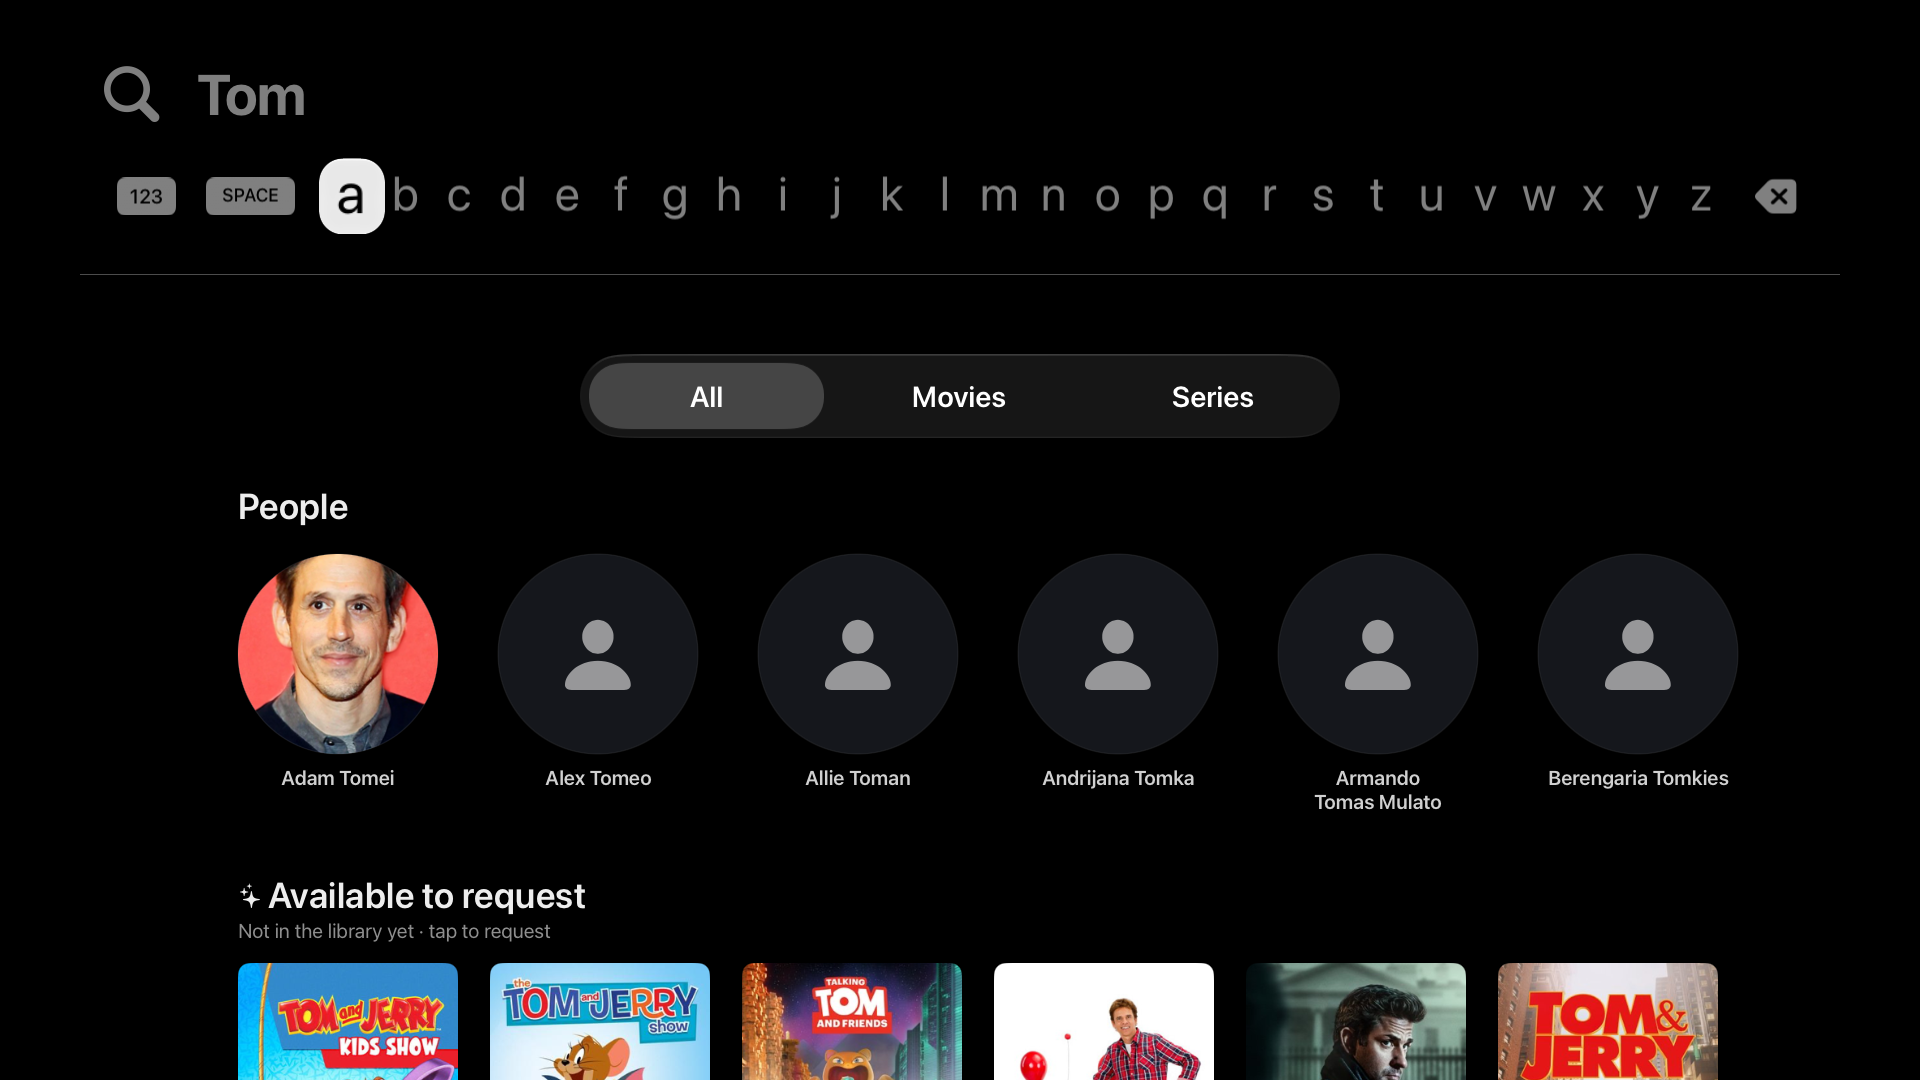 Tom
123 SPACE a b c d e f g h i j k l m n o p q r s t u v w x y z
All Movies Series
People
Adam Tomei
Alex Tomeo
Allie Toman
Andrijana Tomka
Armando
Tomas Mulato
Berengaria Tomkies
Available to request
Not in the library yet · tap to request
TOM and JERRY
KIDS SHOW
the
TOM and JERRY
show
TALKING
TOM
AND FRIENDS
TOM &
JERRY